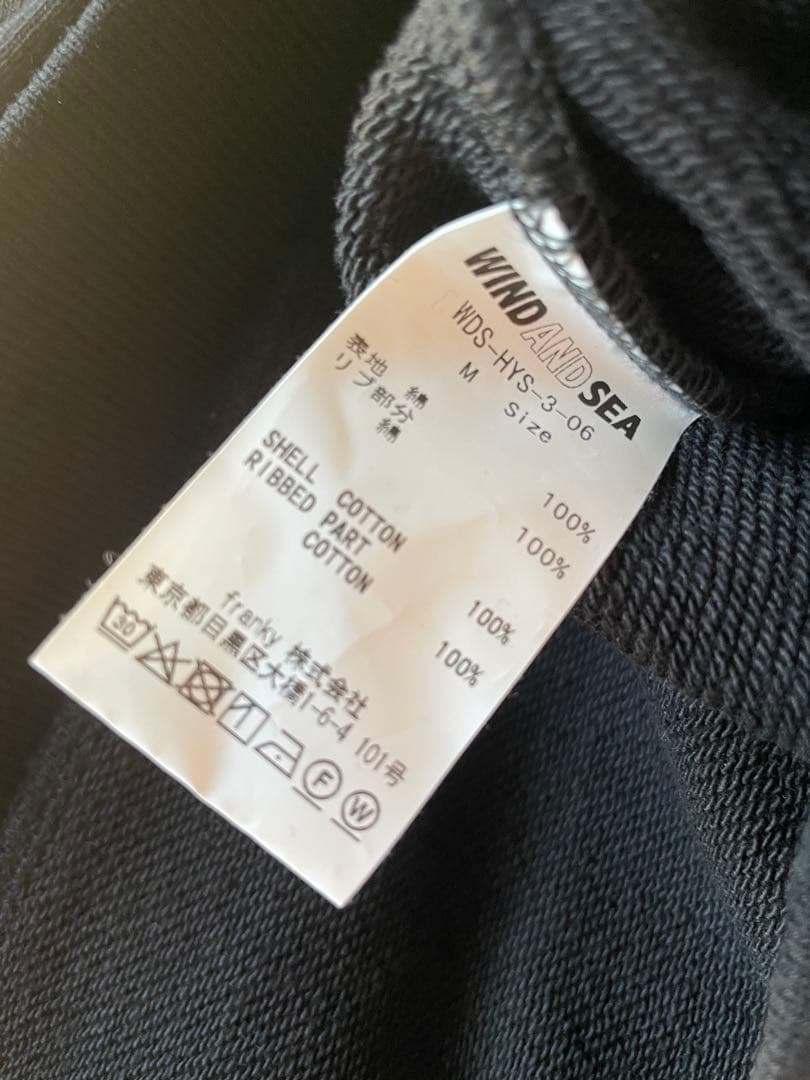 WIND AND SEA
WDS-HYS-3-06
M Size
表地 綿 100%
リブ部分
綿 100%
SHELL COTTON 100%
RIBBED PART
COTTON 100%
franky 株式会社
東京都目黒区大橋1-6-4 101号
30 F W